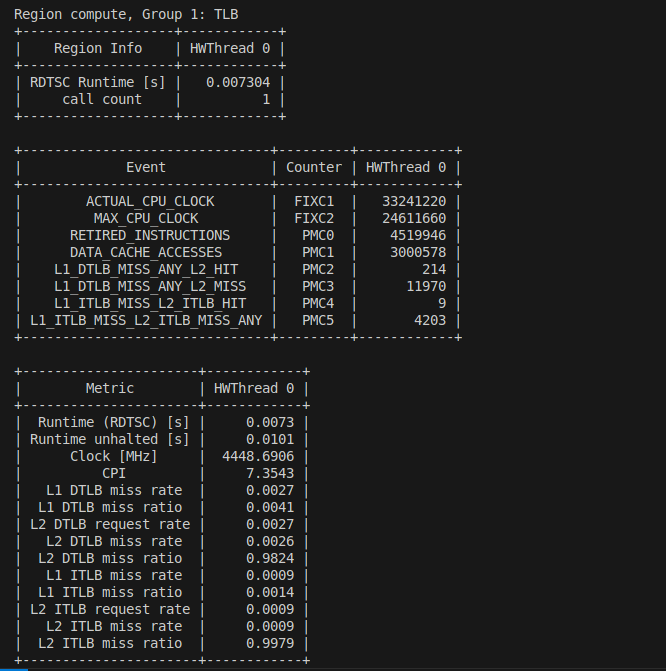 Region compute, Group 1: TLB
+-------------------+------------+
|    Region Info    | HWThread 0 |
+-------------------+------------+
| RDTSC Runtime [s] |   0.007304 |
|     call count    |          1 |
+-------------------+------------+

+-------------------------------+---------+------------+
|             Event             | Counter | HWThread 0 |
+-------------------------------+---------+------------+
|        ACTUAL_CPU_CLOCK       |  FIXC1  |   33241220 |
|         MAX_CPU_CLOCK         |  FIXC2  |   24611660 |
|      RETIRED_INSTRUCTIONS     |   PMC0  |    4519946 |
|      DATA_CACHE_ACCESSES      |   PMC1  |    3000578 |
|    L1_DTLB_MISS_ANY_L2_HIT    |   PMC2  |        214 |
|    L1_DTLB_MISS_ANY_L2_MISS   |   PMC3  |      11970 |
|    L1_ITLB_MISS_L2_ITLB_HIT   |   PMC4  |          9 |
| L1_ITLB_MISS_L2_ITLB_MISS_ANY |   PMC5  |       4203 |
+-------------------------------+---------+------------+

+----------------------+------------+
|        Metric        | HWThread 0 |
+----------------------+------------+
|  Runtime (RDTSC) [s] |     0.0073 |
| Runtime unhalted [s] |     0.0101 |
|      Clock [MHz]     |  4448.6906 |
|          CPI         |     7.3543 |
|   L1 DTLB miss rate  |     0.0027 |
|  L1 DTLB miss ratio  |     0.0041 |
| L2 DTLB request rate |     0.0027 |
|   L2 DTLB miss rate  |     0.0026 |
|  L2 DTLB miss ratio  |     0.9824 |
|   L1 ITLB miss rate  |     0.0009 |
|  L1 ITLB miss ratio  |     0.0014 |
| L2 ITLB request rate |     0.0009 |
|   L2 ITLB miss rate  |     0.0009 |
|  L2 ITLB miss ratio  |     0.9979 |
+----------------------+------------+